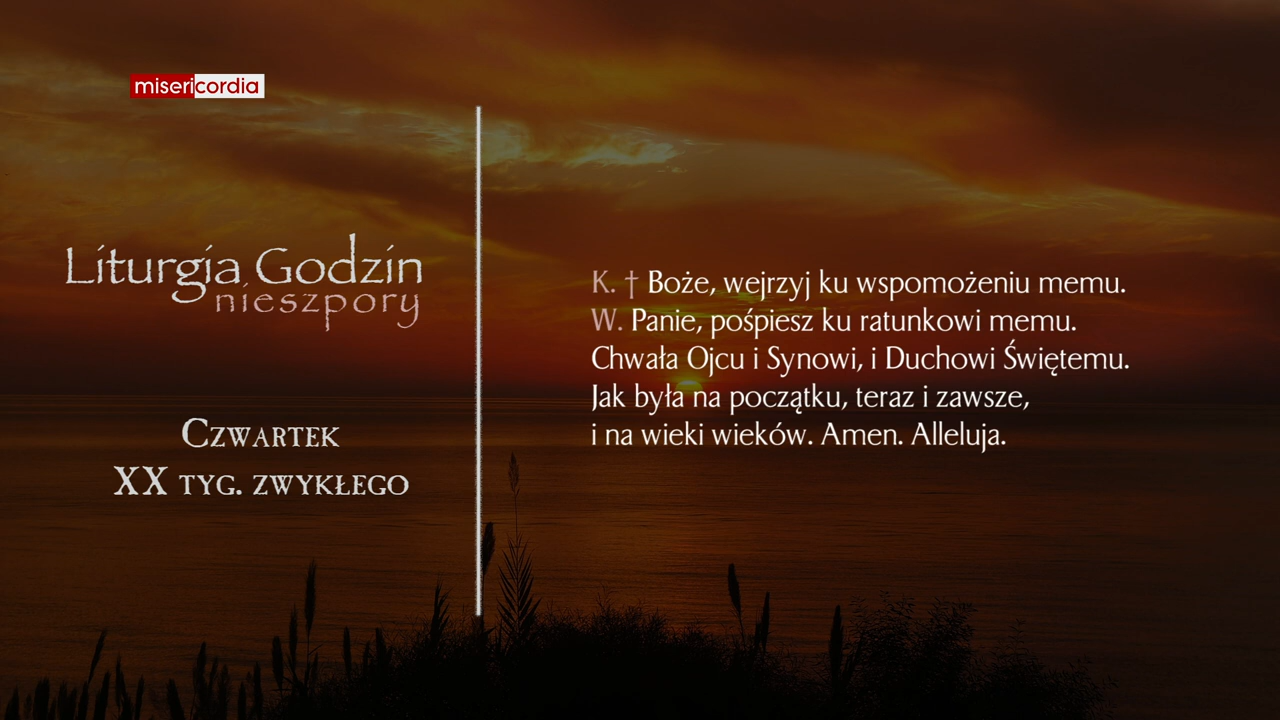 misericordia
Liturgia Godzin
nieszpory
Czwartek
XX tyg. zwykłego
K. † Boże, wejrzyj ku wspomożeniu memu.
W. Panie, pośpiesz ku ratunkowi memu.
Chwała Ojcu i Synowi, i Duchowi Świętemu.
Jak była na początku, teraz i zawsze,
i na wieki wieków. Amen. Alleluja.